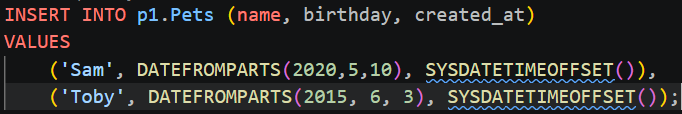 INSERT INTO p1.Pets (name, birthday, created_at)
VALUES
    ('Sam', DATEFROMPARTS(2020,5,10), SYSDATETIMEOFFSET()),
    ('Toby', DATEFROMPARTS(2015, 6, 3), SYSDATETIMEOFFSET());